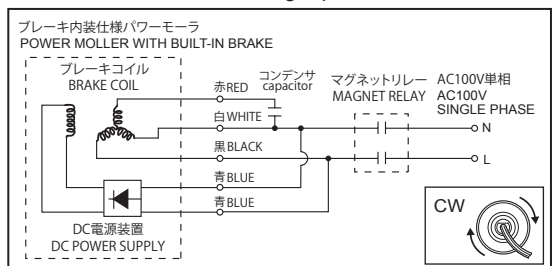 ブレーキ内装仕様パワーモーラ
POWER MOLLER WITH BUILT-IN BRAKE
ブレーキコイル
BRAKE COIL
赤RED
コンデンサ
capacitor
マグネットリレー
MAGNET RELAY
AC100V単相
AC100V
SINGLE PHASE
白WHITE
N
黒BLACK
L
青BLUE
青BLUE
DC電源装置
DC POWER SUPPLY
CW